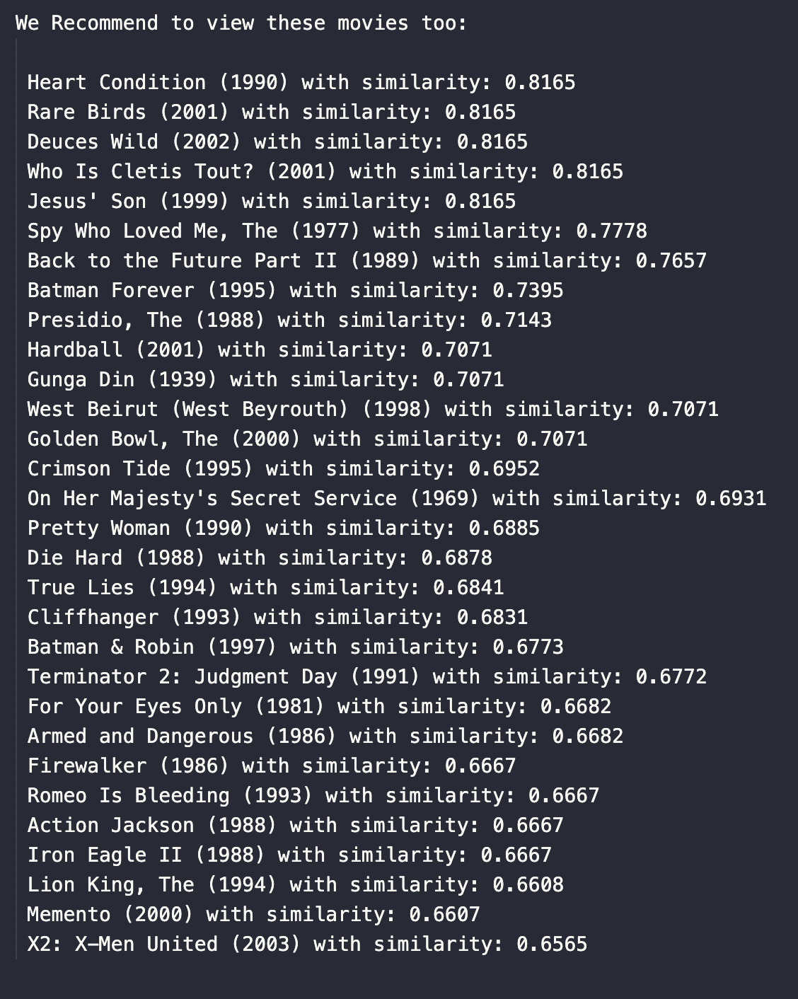 We Recommend to view these movies too:
Heart Condition (1990) with similarity: 0.8165
Rare Birds (2001) with similarity: 0.8165
Deuces Wild (2002) with similarity: 0.8165
Who Is Cletis Tout? (2001) with similarity: 0.8165
Jesus' Son (1999) with similarity: 0.8165
Spy Who Loved Me, The (1977) with similarity: 0.7778
Back to the Future Part II (1989) with similarity: 0.7657
Batman Forever (1995) with similarity: 0.7395
Presidio, The (1988) with similarity: 0.7143
Hardball (2001) with similarity: 0.7071
Gunga Din (1939) with similarity: 0.7071
West Beirut (West Beyrouth) (1998) with similarity: 0.7071
Golden Bowl, The (2000) with similarity: 0.7071
Crimson Tide (1995) with similarity: 0.6952
On Her Majesty's Secret Service (1969) with similarity: 0.6931
Pretty Woman (1990) with similarity: 0.6885
Die Hard (1988) with similarity: 0.6878
True Lies (1994) with similarity: 0.6841
Cliffhanger (1993) with similarity: 0.6831
Batman & Robin (1997) with similarity: 0.6773
Terminator 2: Judgment Day (1991) with similarity: 0.6772
For Your Eyes Only (1981) with similarity: 0.6682
Armed and Dangerous (1986) with similarity: 0.6682
Firewalker (1986) with similarity: 0.6667
Romeo Is Bleeding (1993) with similarity: 0.6667
Action Jackson (1988) with similarity: 0.6667
Iron Eagle II (1988) with similarity: 0.6667
Lion King, The (1994) with similarity: 0.6608
Memento (2000) with similarity: 0.6607
X2: X-Men United (2003) with similarity: 0.6565